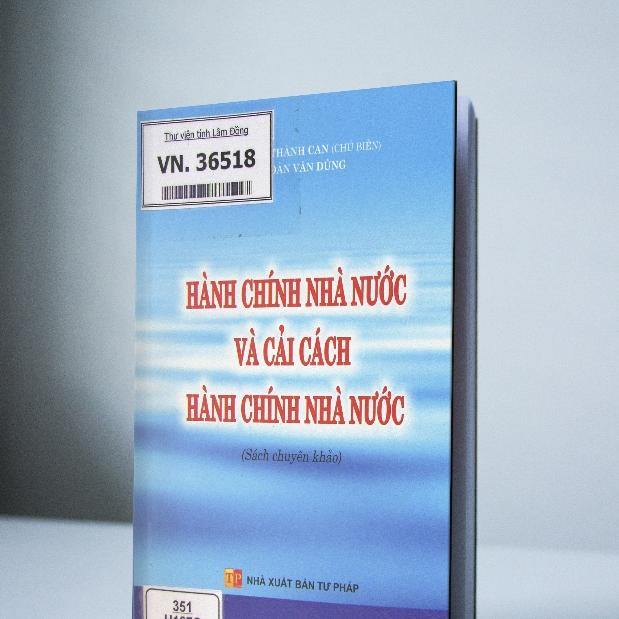 Thư viện tỉnh Lâm Đồng
VN. 36518
THÀNH CAN (CHỦ BIÊN)
VĂN DŨNG
HÀNH CHÍNH NHÀ NƯỚC
VÀ CẢI CÁCH
HÀNH CHÍNH NHÀ NƯỚC
(Sách chuyên khảo)
TP NHÀ XUẤT BẢN TƯ PHÁP
351